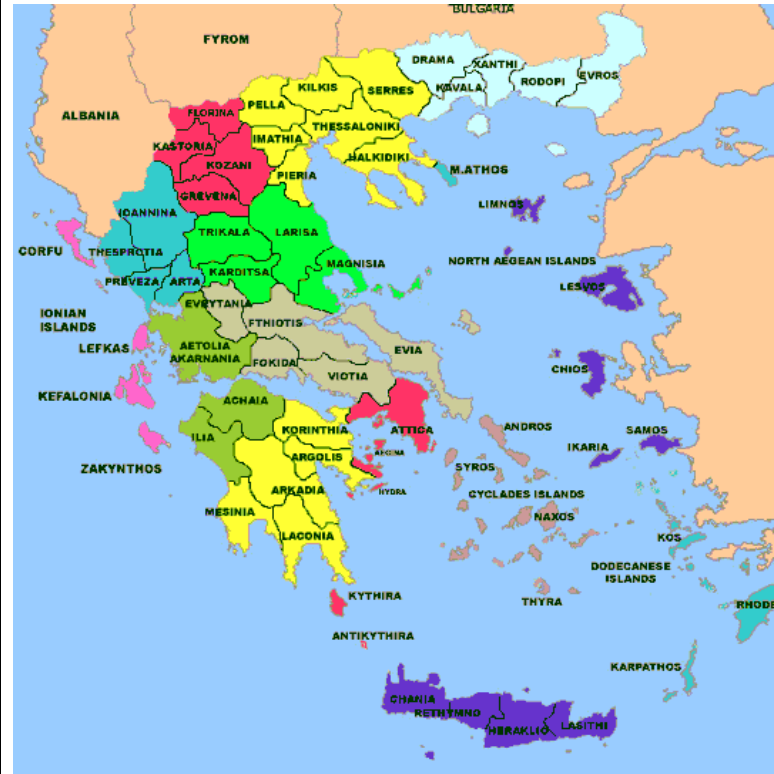 BULGARIA
FYROM
DRAMA
XANTHI
RODOPI
EVROS
KAVALA
KILKIS
SERRES
PELLA
ALBANIA
FLORINA
THESSALONIKI
IMATHIA
KASTORIA
HALKIDIKI
KOZANI
PIERIA
M.ATHOS
GREVENA
LIMNOS
IOANNINA
TRIKALA
LARISA
CORFU
THESPROTIA
MAGNISIA
NORTH AEGEAN ISLANDS
KARDITSA
PREVEZA
ARTA
LESVOS
EVRYTANIA
IONIAN
ISLANDS
FTHIOTIS
LEFKAS
AETOLIA
AKARNANIA
EVIA
FOKIDA
VIOTIA
CHIOS
KEFALONIA
ACHAIA
ATTICA
KORINTHIA
ANDROS
SAMOS
ILIA
IKARIA
AEGINA
ARGOLIS
ZAKYNTHOS
SYROS
ARKADIA
HYDRA
CYCLADES ISLANDS
MESINIA
NAXOS
LACONIA
KOS
DODECANESE
ISLANDS
KYTHIRA
THYRA
RHODE
ANTIKYTHIRA
KARPATHOS
CHANIA
RETHYMNO
HERAKLIO
LASITHI